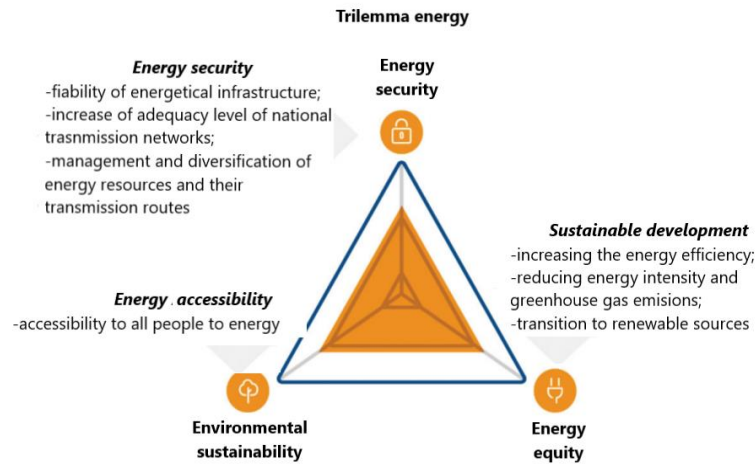 Trilemma energy
Energy security
-fiability of energetical infrastructure;
-increase of adequacy level of national
trasnmission networks;
-management and diversification of
energy resources and their
transmission routes
Energy
security
Sustainable development
-increasing the energy efficiency;
-reducing energy intensity and
greenhouse gas emisions;
-transition to renewable sources
Energy . accessibility
-accessibility to all people to energy
Environmental
sustainability
Energy
equity